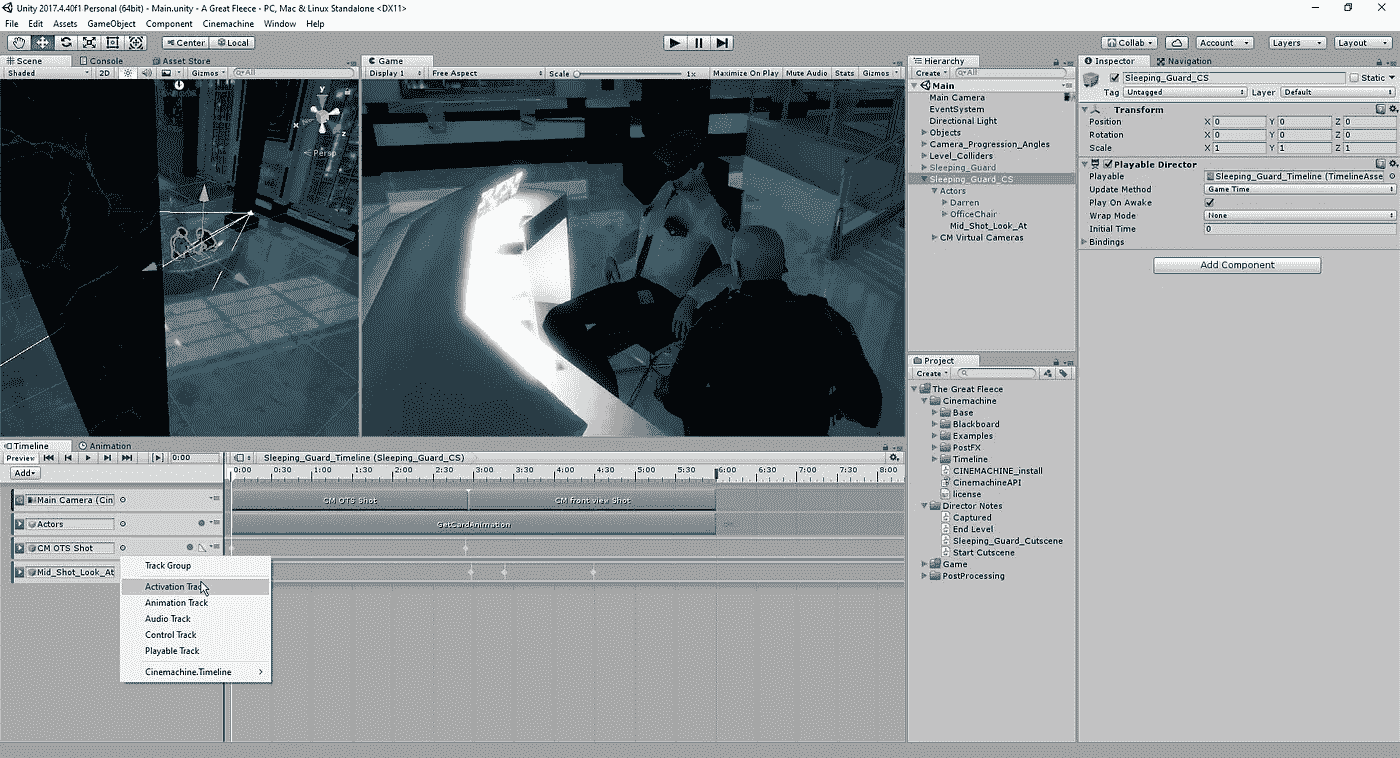 Unity 2017.4.40f1 Personal (64bit) - Main.unity - A Great Fleece - PC, Mac & Linux Standalone <DX11>
File Edit Assets GameObject Component Cinemachine Window Help
Center Local
Collab Account Layers Layout
Scene Console Asset Store
Shaded 2D Gizmos All
Persp
x y z
Game
Display 1 Free Aspect Scale 1x Maximize On Play Mute Audio Stats Gizmos
Hierarchy
Create All
Main
Main Camera
EventSystem
Directional Light
Objects
Camera_Progression_Angles
Level_Colliders
Sleeping_Guard
Sleeping_Guard_CS
Actors
Darren
OfficeChair
Mid_Shot_Look_At
CM Virtual Cameras
Inspector Navigation
Sleeping_Guard_CS Static
Tag Untagged Layer Default
Transform
Position X 0 Y 0 Z 0
Rotation X 0 Y 0 Z 0
Scale X 1 Y 1 Z 1
Playable Director
Playable Sleeping_Guard_Timeline (TimelineAsse
Update Method Game Time
Play On Awake
Wrap Mode None
Initial Time 0
Bindings
Add Component
Project
Create
The Great Fleece
Cinemachine
Base
Blackboard
Examples
PostFX
Timeline
CINEMACHINE_install
CinemachineAPI
license
Director Notes
Captured
End Level
Sleeping_Guard_Cutscene
Start Cutscene
Game
PostProcessing
Timeline Animation
Preview 0:00 Sleeping_Guard_Timeline (Sleeping_Guard_CS)
Add 0:00 0:30 1:00 1:30 2:00 2:30 3:00 3:30 4:00 4:30 5:00 5:30 6:00 6:30 7:00 7:30 8:00
Main Camera (Cin CM OTS Shot CM front view Shot
Actors GetCardAnimation
CM OTS Shot
Mid_Shot_Look_At
Track Group
Activation Track
Animation Track
Audio Track
Control Track
Playable Track
Cinemachine.Timeline